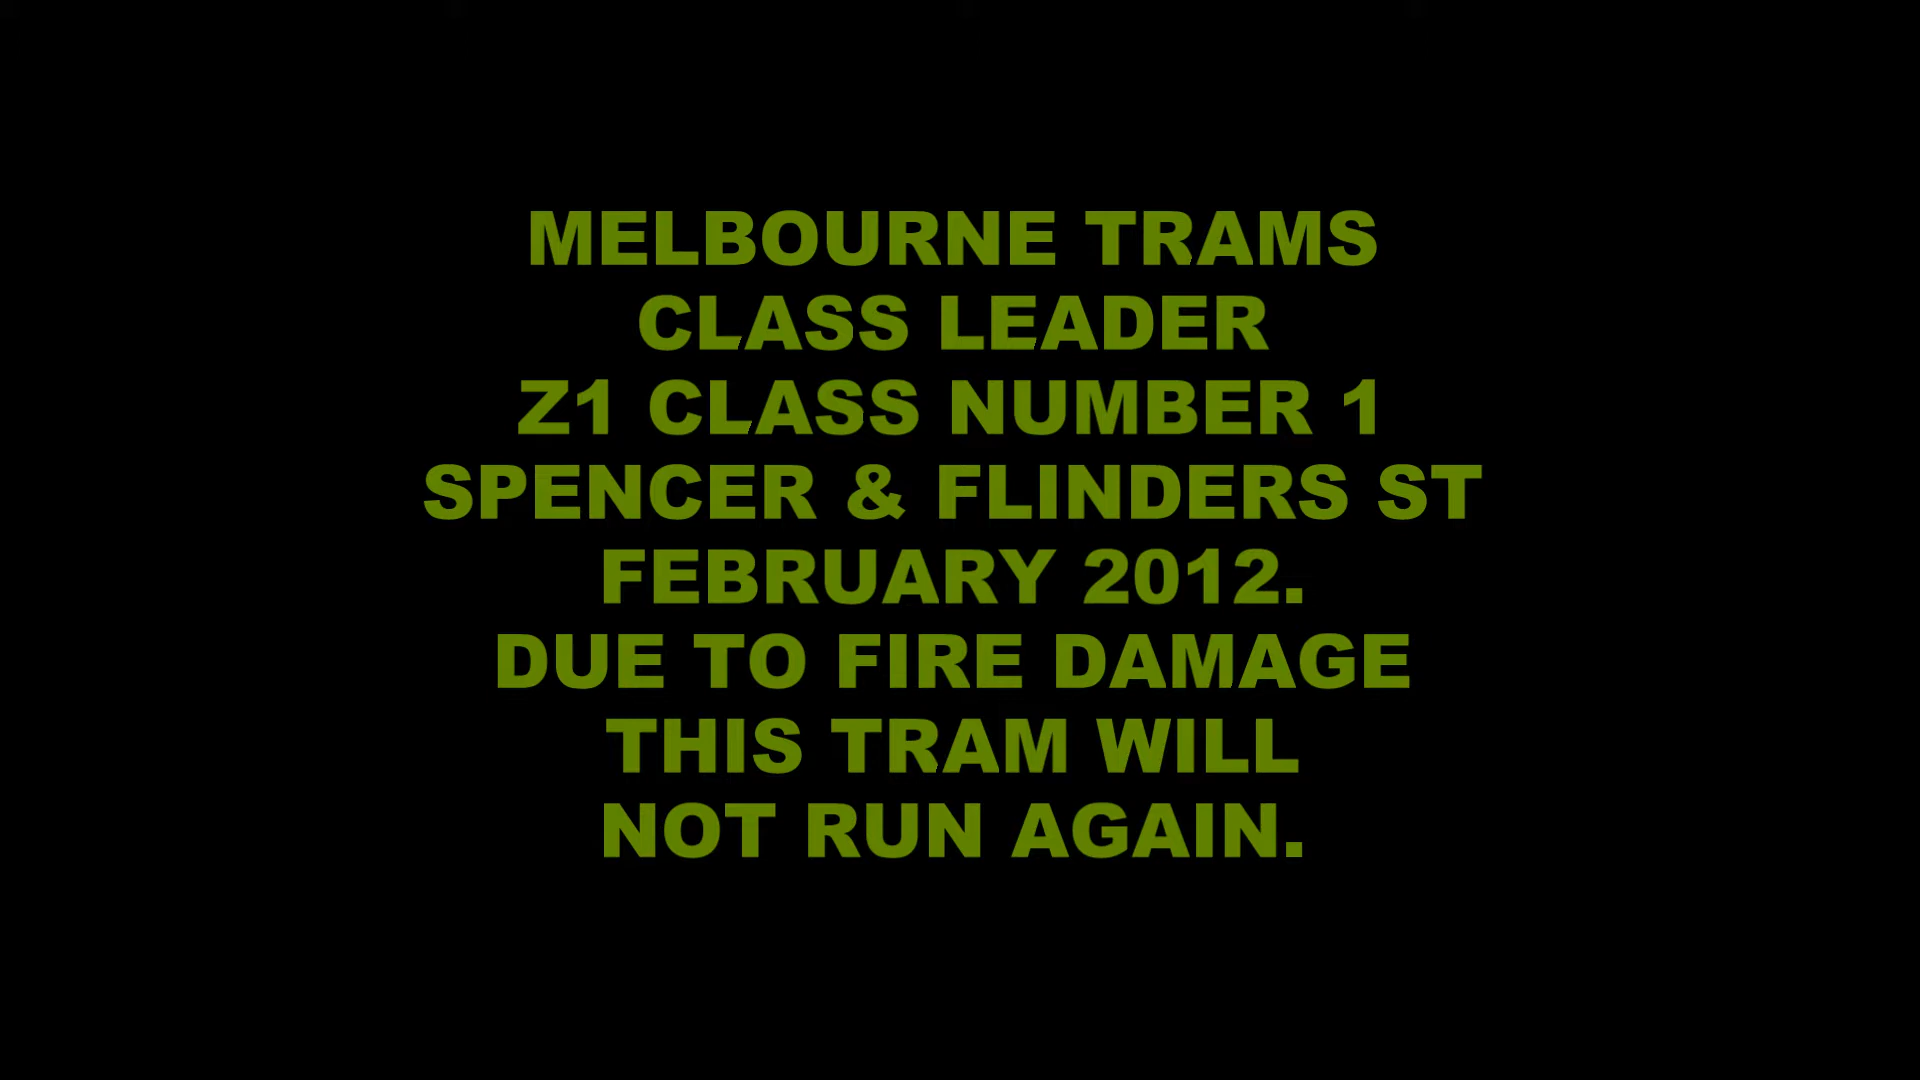 MELBOURNE TRAMS
CLASS LEADER
Z1 CLASS NUMBER 1
SPENCER & FLINDERS ST
FEBRUARY 2012.
DUE TO FIRE DAMAGE
THIS TRAM WILL
NOT RUN AGAIN.